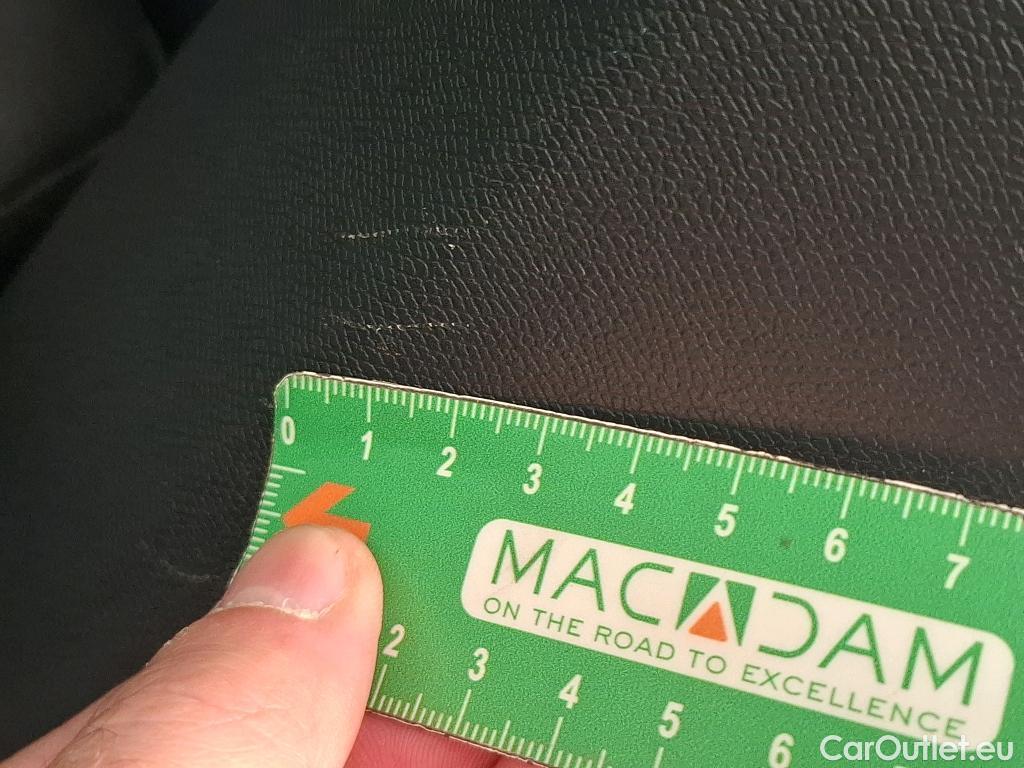 0 1 2 3 4 5 6 7
MACADAM
ON THE ROAD TO EXCELLENCE
2 3 4 5 6
CarOutlet.eu